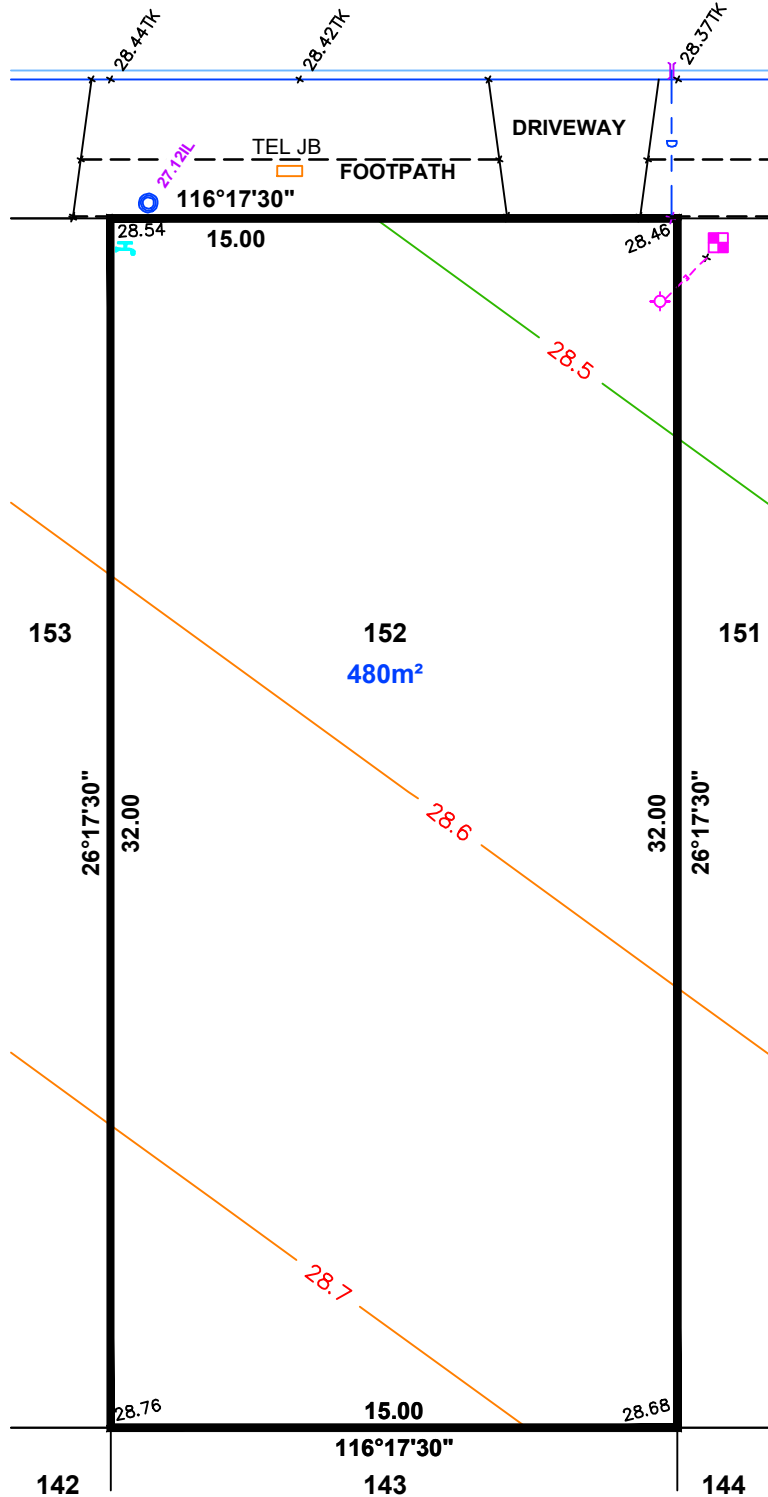 28.44TK
28.42TK
28.37TK
DRIVEWAY
TEL JB
27.12IL
FOOTPATH
116°17'30"
28.54
15.00
28.46
28.5
153
152
151
480m²
26°17'30"
32.00
28.6
32.00
26°17'30"
28.7
28.76
15.00
28.68
116°17'30"
142
143
144